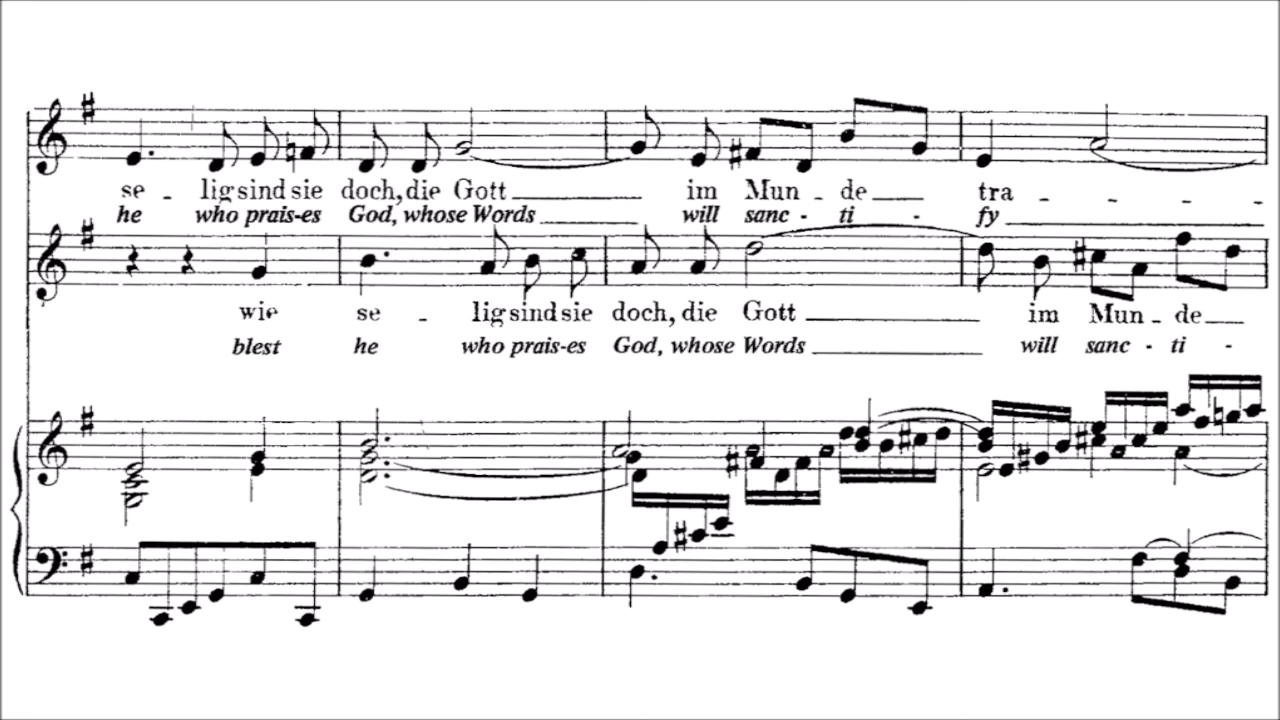 se - lig sind sie doch, die Gott im Mun - de tra - - - -
he who prais-es God, whose Words will sanc - ti - fy
wie se - lig sind sie doch, die Gott im Mun - de
blest he who prais-es God, whose Words will sanc - ti -